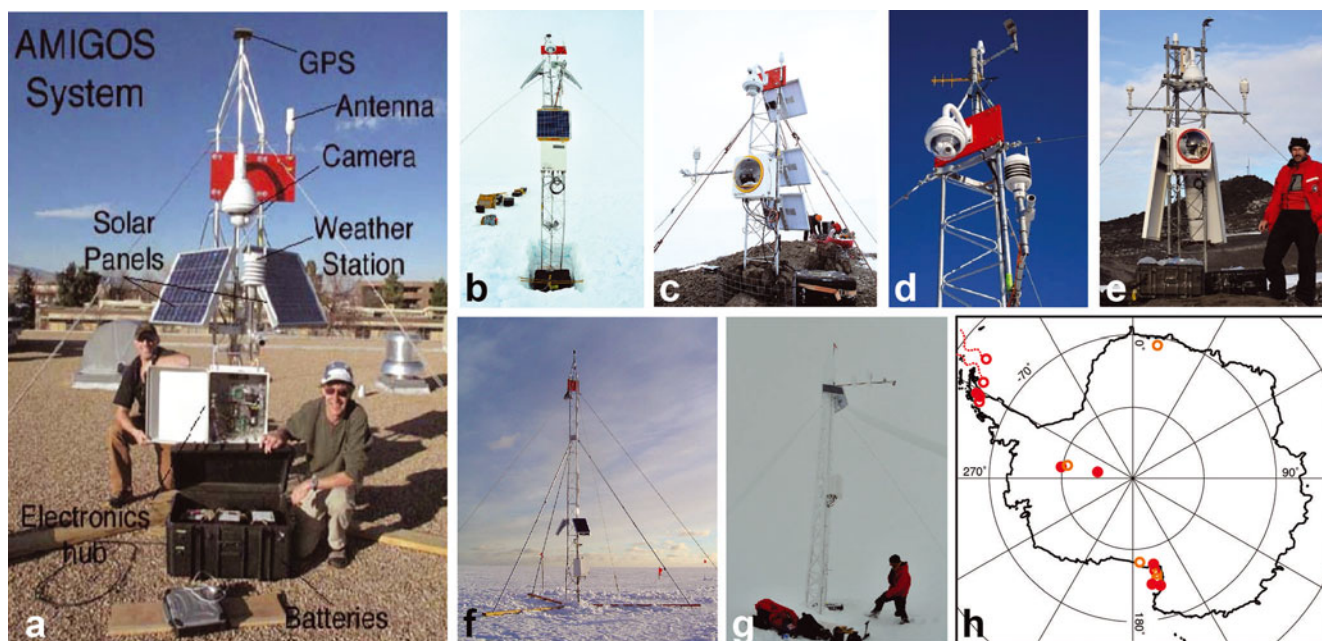 AMIGOS
System
GPS
Antenna
Camera
Solar
Panels
Weather
Station
Electronics
hub
Batteries
a
b
c
d
e
f
g
h
0°
-70°
270°
90°
180°